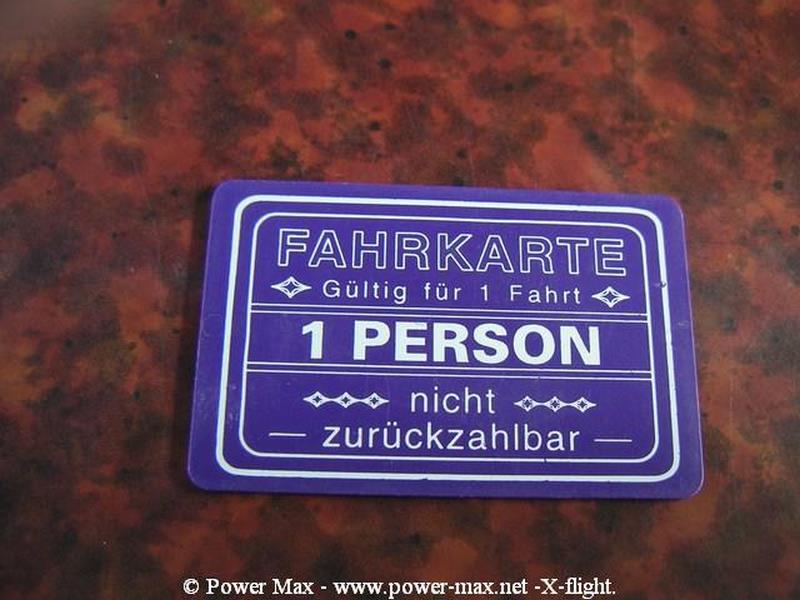 FAHRKARTE
Gültig für 1 Fahrt
1 PERSON
nicht
zurückzahlbar
© Power Max - www.power-max.net -X-flight.